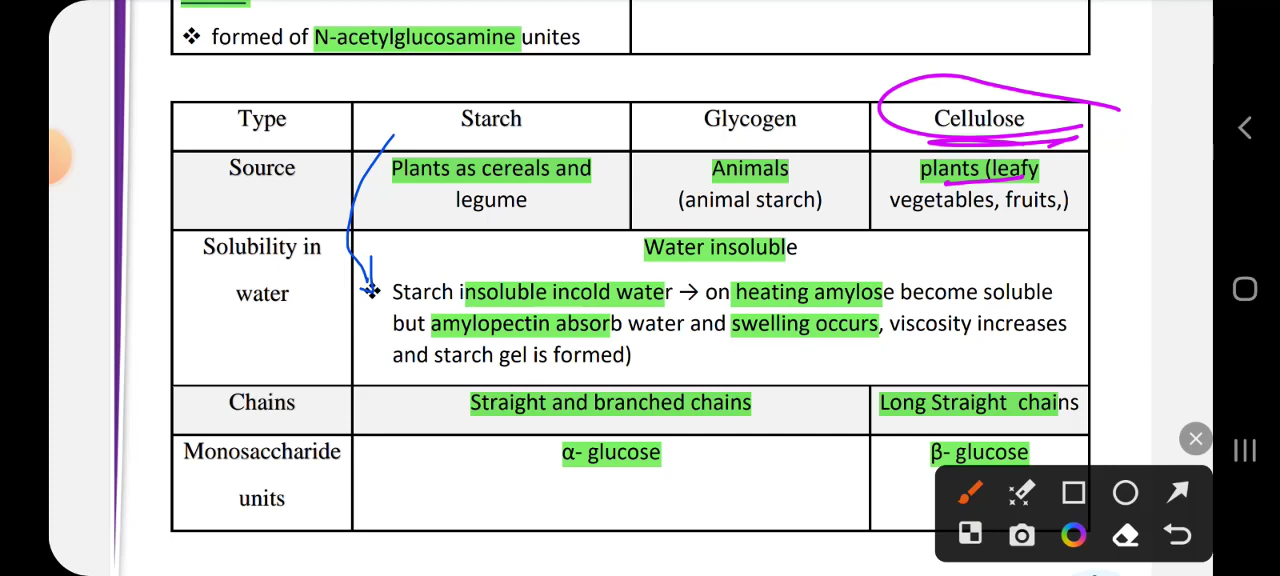 ❖ formed of N-acetylglucosamine unites
Type Starch Glycogen Cellulose
Source Plants as cereals and Animals plants (leafy
legume (animal starch) vegetables, fruits,)
Solubility in Water insoluble
water ❖ Starch insoluble incold water → on heating amylose become soluble
but amylopectin absorb water and swelling occurs, viscosity increases
and starch gel is formed)
Chains Straight and branched chains Long Straight chains
Monosaccharide α- glucose β- glucose
units